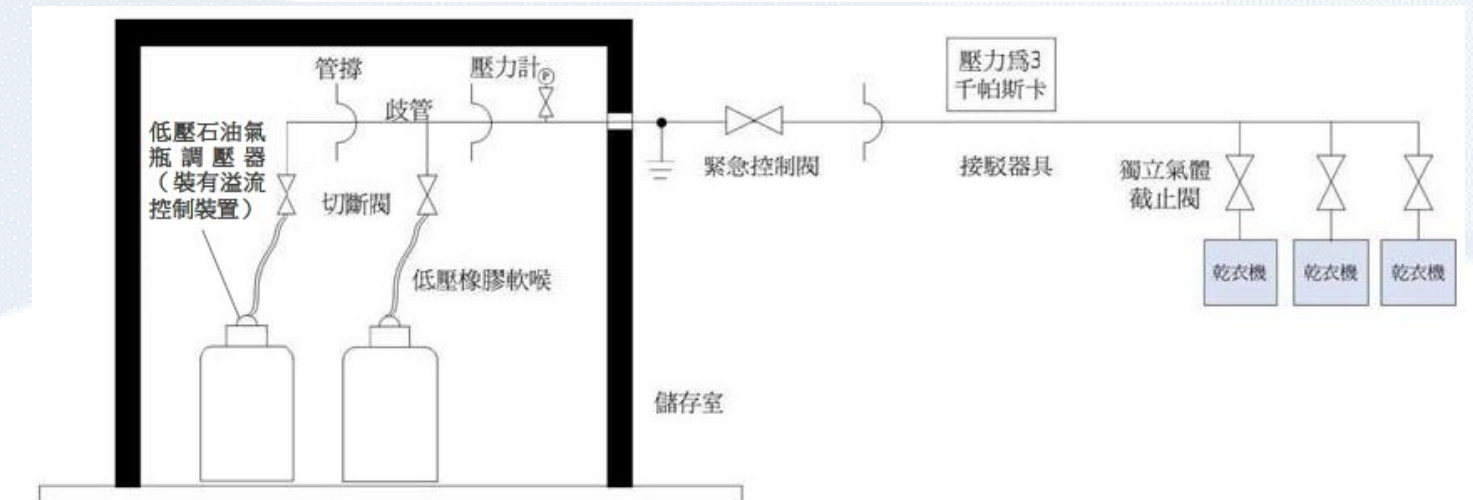 管撐
壓力計
P
歧管
低壓石油氣
瓶調壓器
（裝有溢流
控制裝置）
切斷閥
低壓橡膠軟喉
緊急控制閥
壓力爲3
千帕斯卡
接駁器具
獨立氣體
截止閥
乾衣機
乾衣機
乾衣機
儲存室